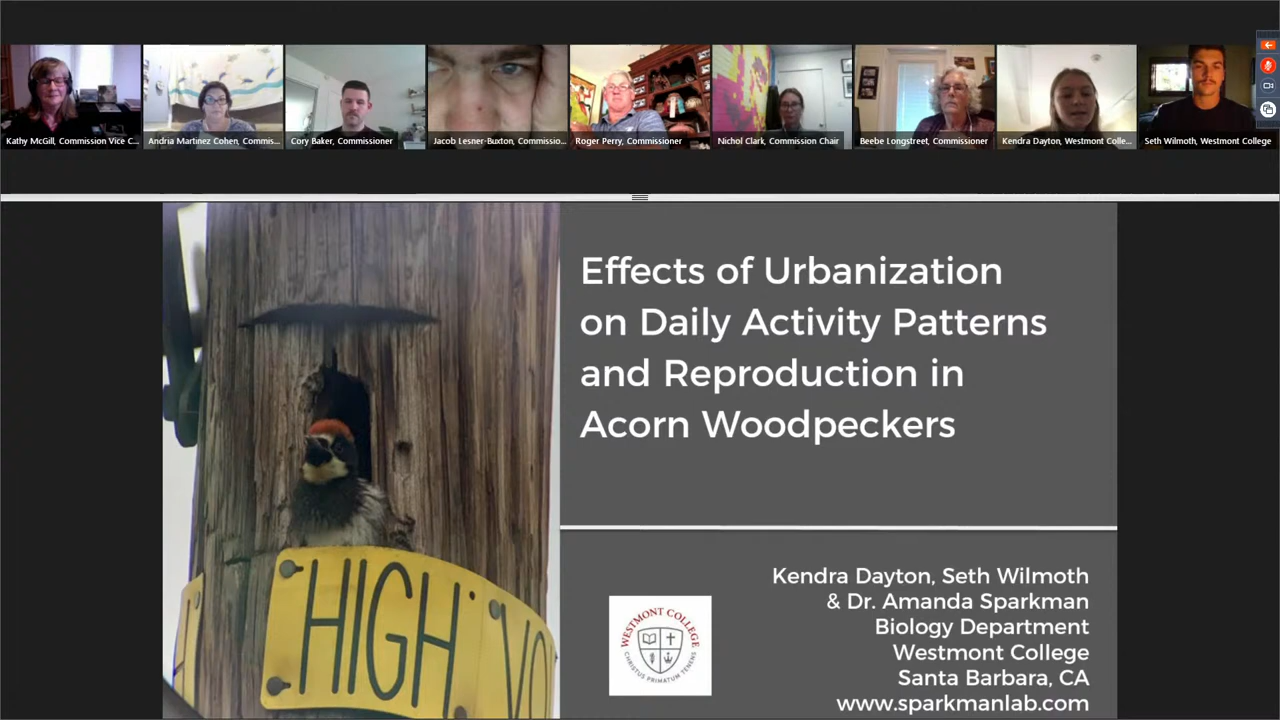 Kathy McGill, Commission Vice C...
Andria Martinez Cohen, Commis...
Cory Baker, Commissioner
Jacob Lesner-Buxton, Commissio...
Roger Perry, Commissioner
Nichol Clark, Commission Chair
Beebe Longstreet, Commissioner
Kendra Dayton, Westmont Colle...
Seth Wilmoth, Westmont College
Effects of Urbanization
on Daily Activity Patterns
and Reproduction in
Acorn Woodpeckers
HIGH VO
Kendra Dayton, Seth Wilmoth
& Dr. Amanda Sparkman
Biology Department
Westmont College
Santa Barbara, CA
www.sparkmanlab.com
WESTMONT COLLEGE
CHRISTUS PRIMATUM TENENS